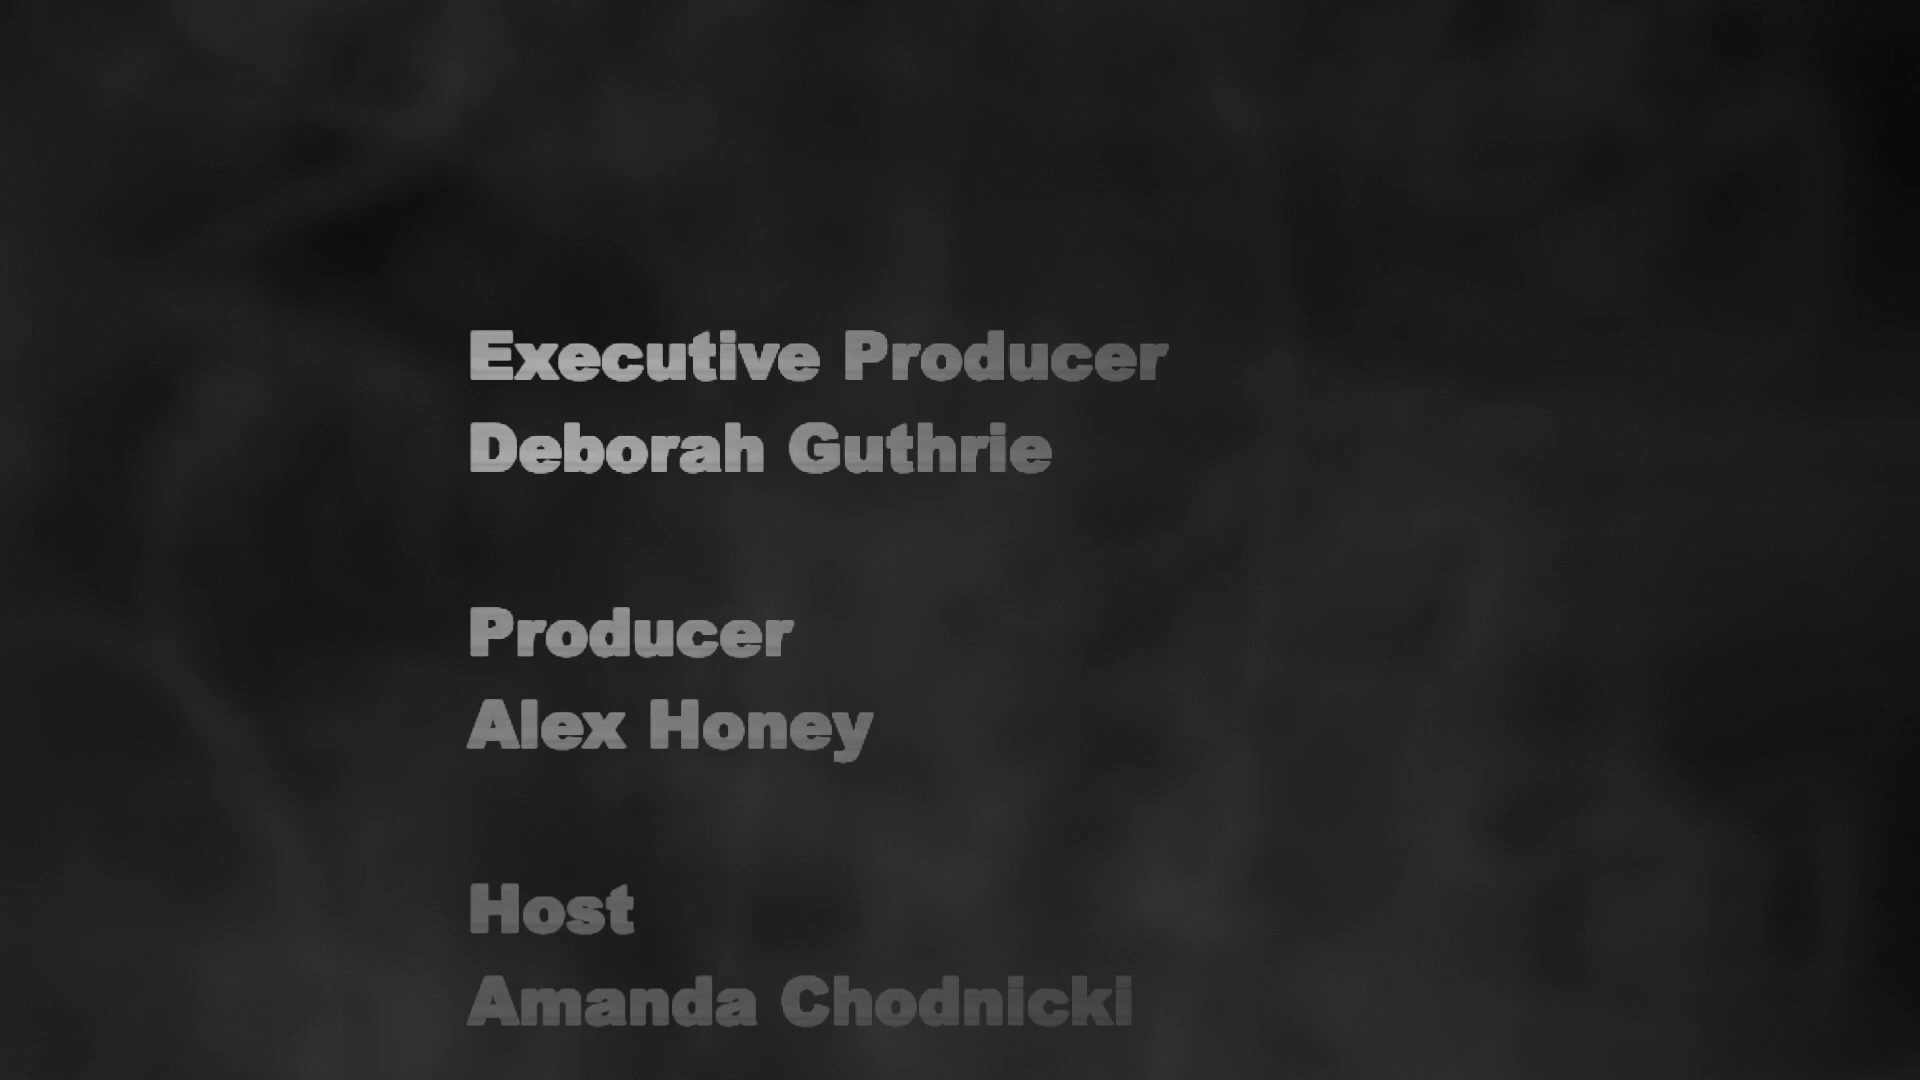 Executive Producer
Deborah Guthrie
Producer
Alex Honey
Host
Amanda Chodnicki